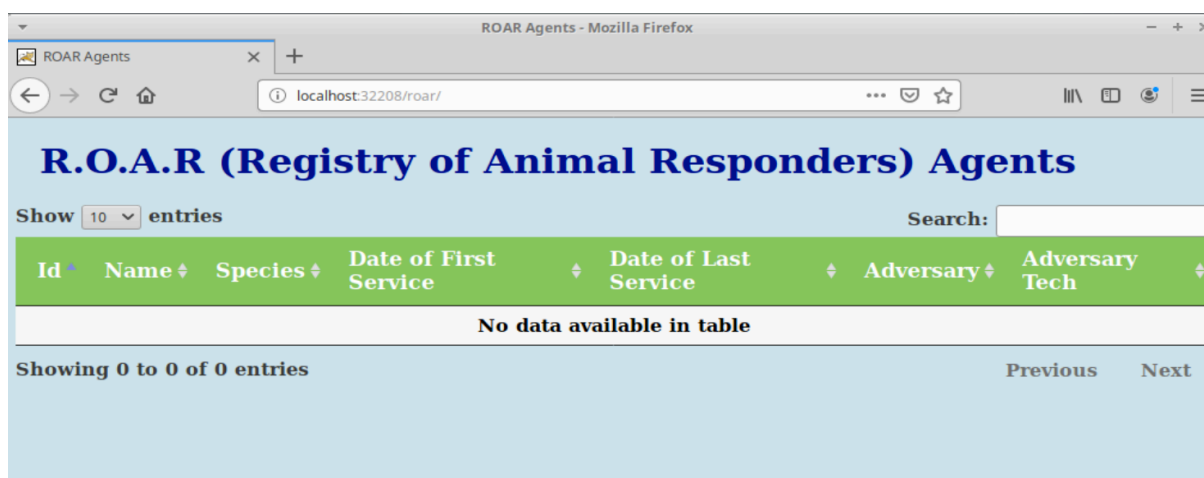 ROAR Agents - Mozilla Firefox
ROAR Agents
localhost:32208/roar/
R.O.A.R (Registry of Animal Responders) Agents
Show 10 entries
Search:
Id Name Species Date of First Service Date of Last Service Adversary Adversary Tech
No data available in table
Showing 0 to 0 of 0 entries
Previous Next